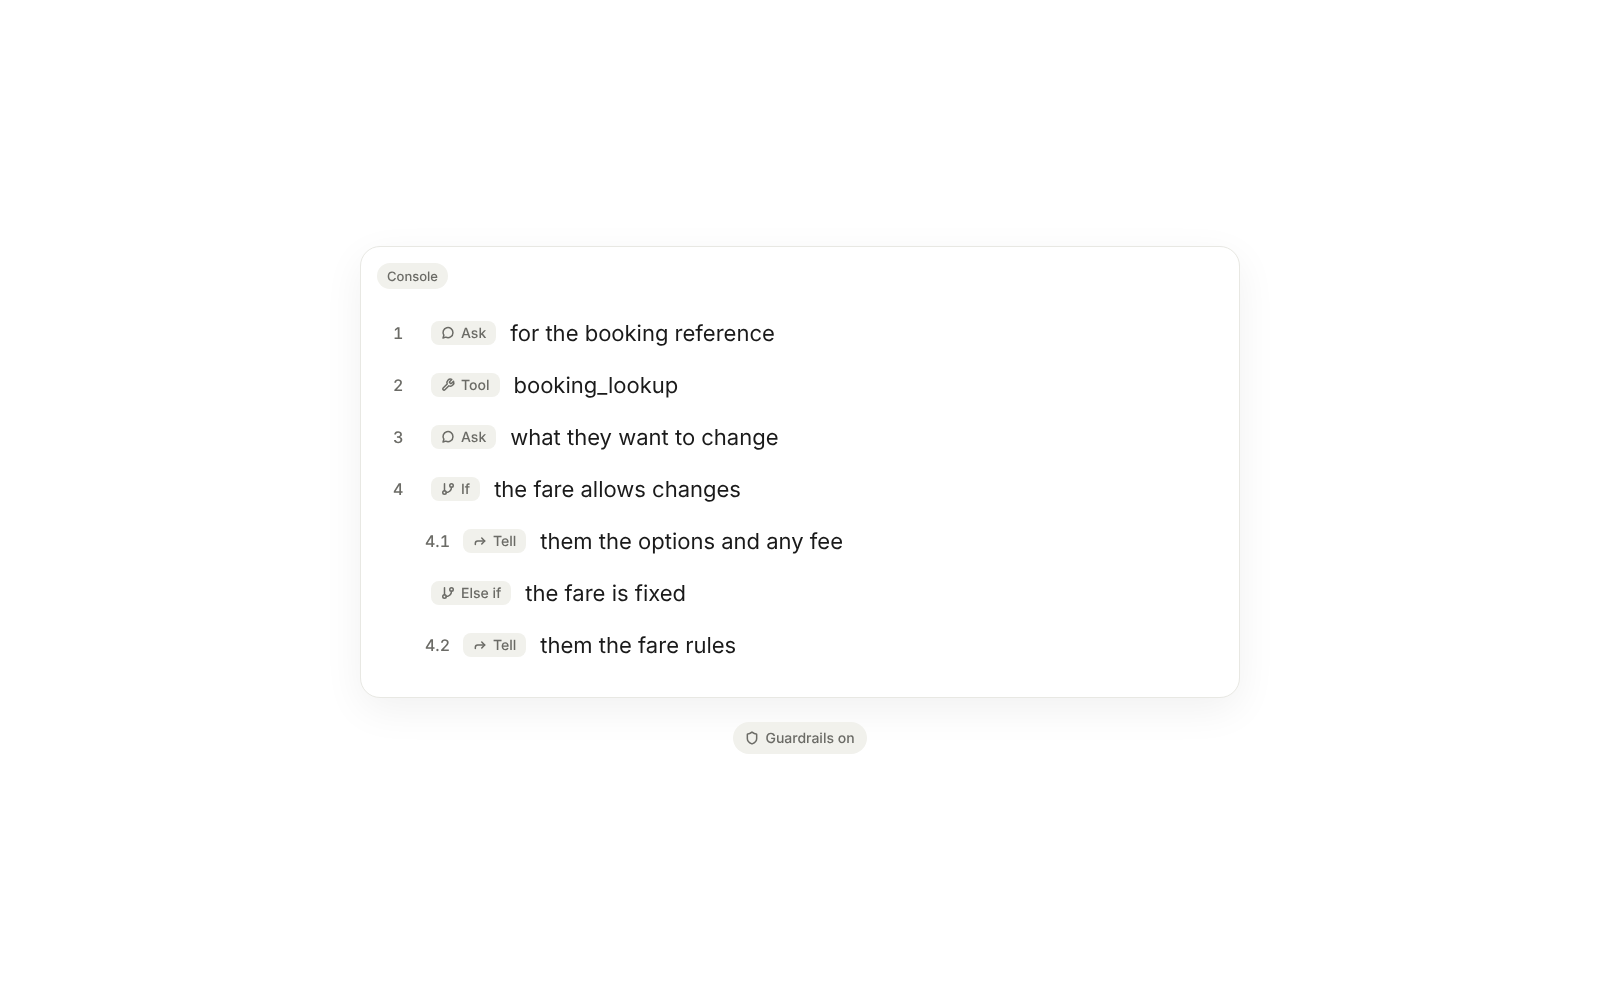 Console
1 Ask for the booking reference
2 Tool booking_lookup
3 Ask what they want to change
4 If the fare allows changes
4.1 Tell them the options and any fee
Else if the fare is fixed
4.2 Tell them the fare rules
Guardrails on